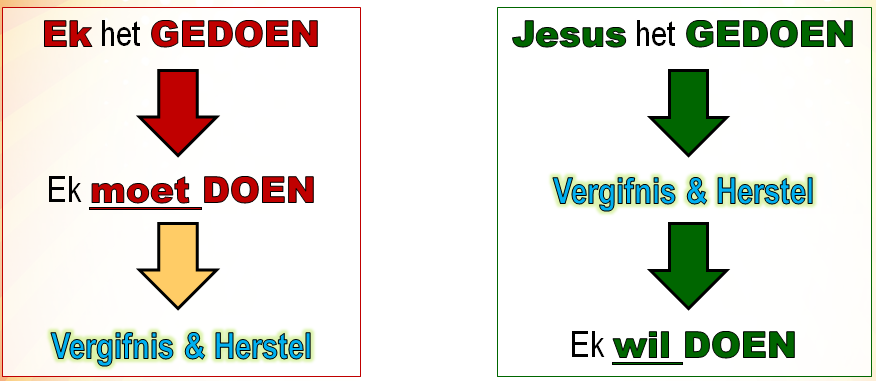 Ek het GEDOEN
Ek moet DOEN
Vergifnis & Herstel
Jesus het GEDOEN
Vergifnis & Herstel
Ek wil DOEN